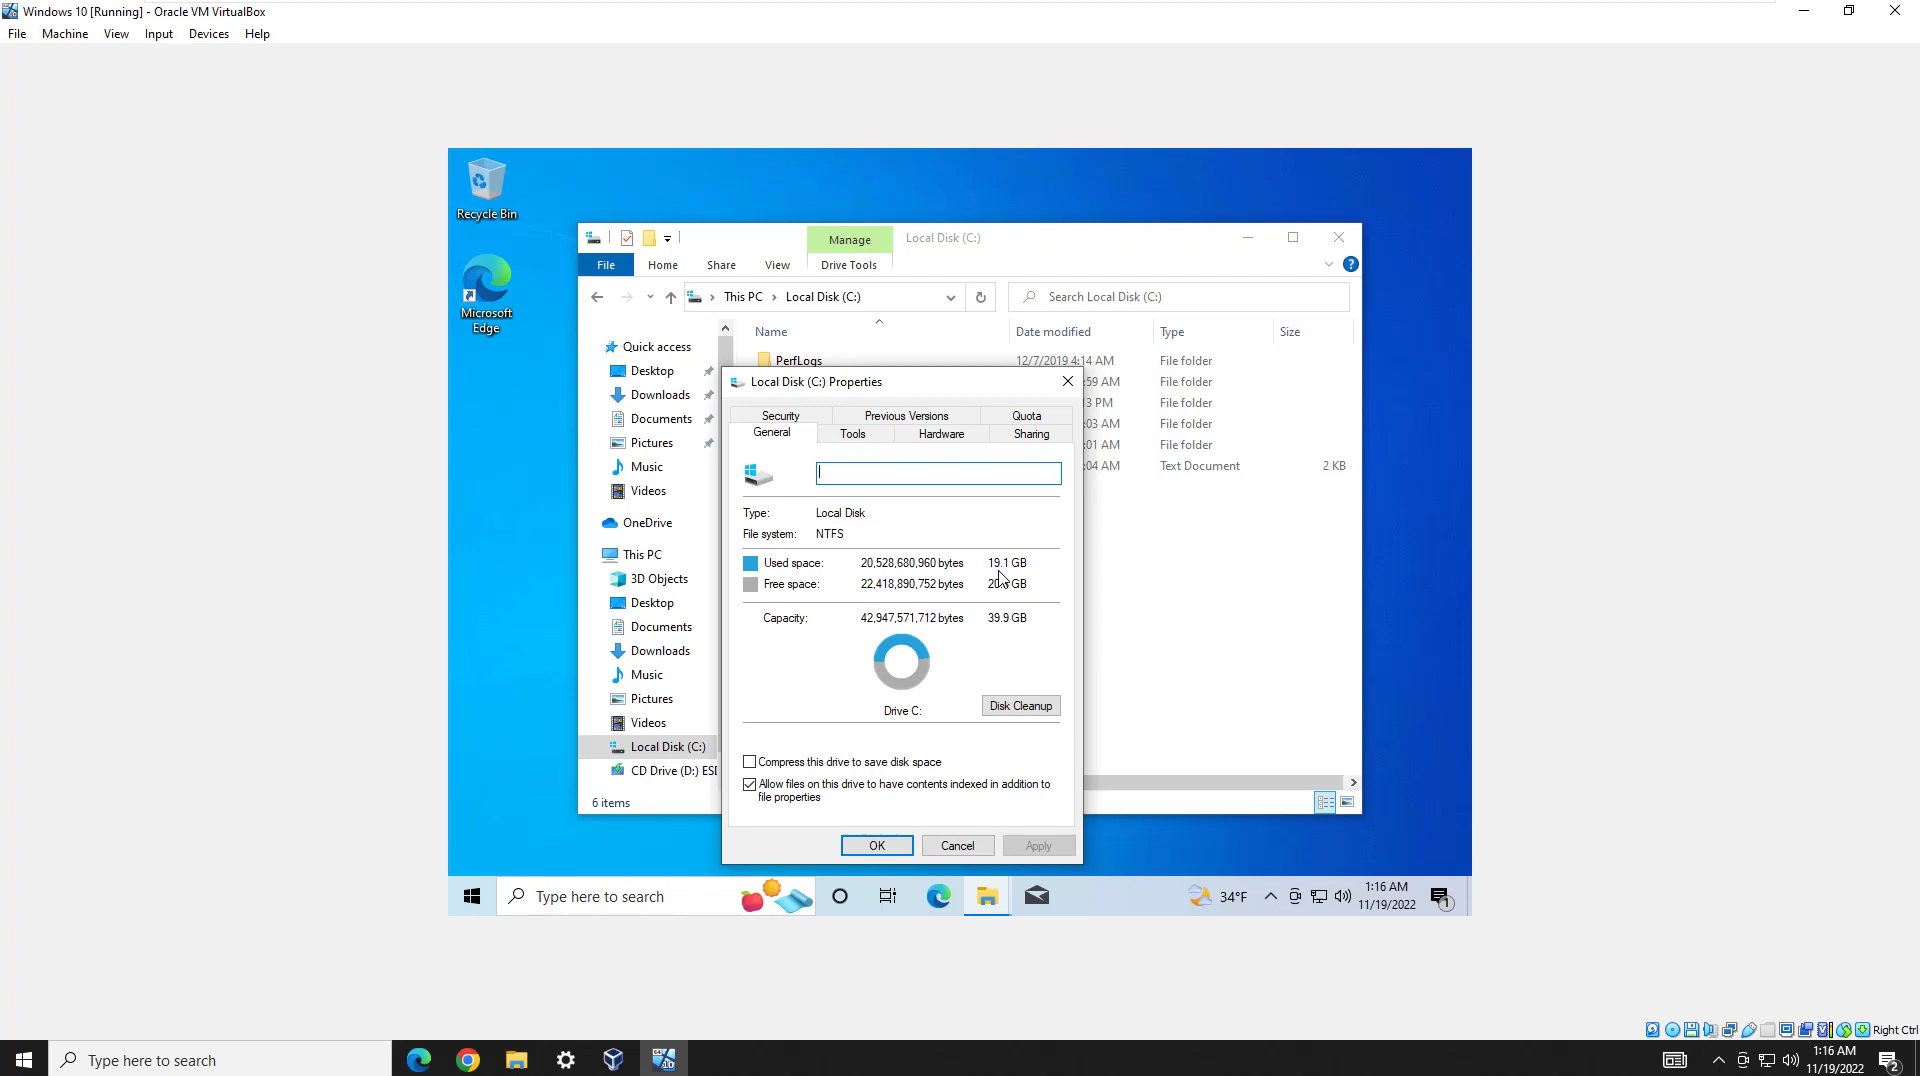 Windows 10 [Running] - Oracle VM VirtualBox
File Machine View Input Devices Help
Recycle Bin
Microsoft
Edge
Manage Local Disk (C:)
File Home Share View Drive Tools
This PC Local Disk (C:) Search Local Disk (C:)
Name Date modified Type Size
Quick access
Desktop
Downloads
Documents
Pictures
Music
Videos
OneDrive
This PC
3D Objects
Desktop
Documents
Downloads
Music
Pictures
Videos
Local Disk (C:)
CD Drive (D:) ESD
6 items
PerfLogs 12/7/2019 4:14 AM File folder
:59 AM File folder
3 PM File folder
:03 AM File folder
:01 AM File folder
:04 AM Text Document 2 KB
Local Disk (C:) Properties
Security Previous Versions Quota
General Tools Hardware Sharing
Type: Local Disk
File system: NTFS
Used space: 20,528,680,960 bytes 19.1 GB
Free space: 22,418,890,752 bytes GB
Capacity: 42,947,571,712 bytes 39.9 GB
Drive C: Disk Cleanup
Compress this drive to save disk space
Allow files on this drive to have contents indexed in addition to
file properties
OK Cancel Apply
Type here to search 34°F 1:16 AM
11/19/2022 1
Right Ctrl
Type here to search 10 1:16 AM
11/19/2022 2